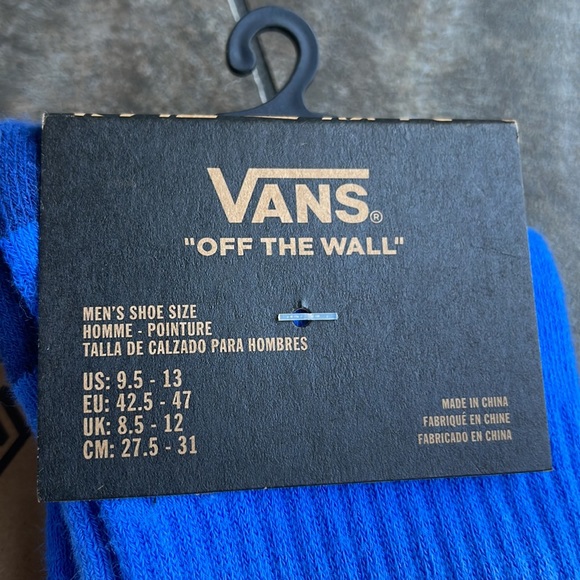 VANS®
"OFF THE WALL"
MEN'S SHOE SIZE
HOMME - POINTURE
TALLA DE CALZADO PARA HOMBRES
US: 9.5 - 13
EU: 42.5 - 47
UK: 8.5 - 12
CM: 27.5 - 31
MADE IN CHINA
FABRIQUÉ EN CHINE
FABRICADO EN CHINA